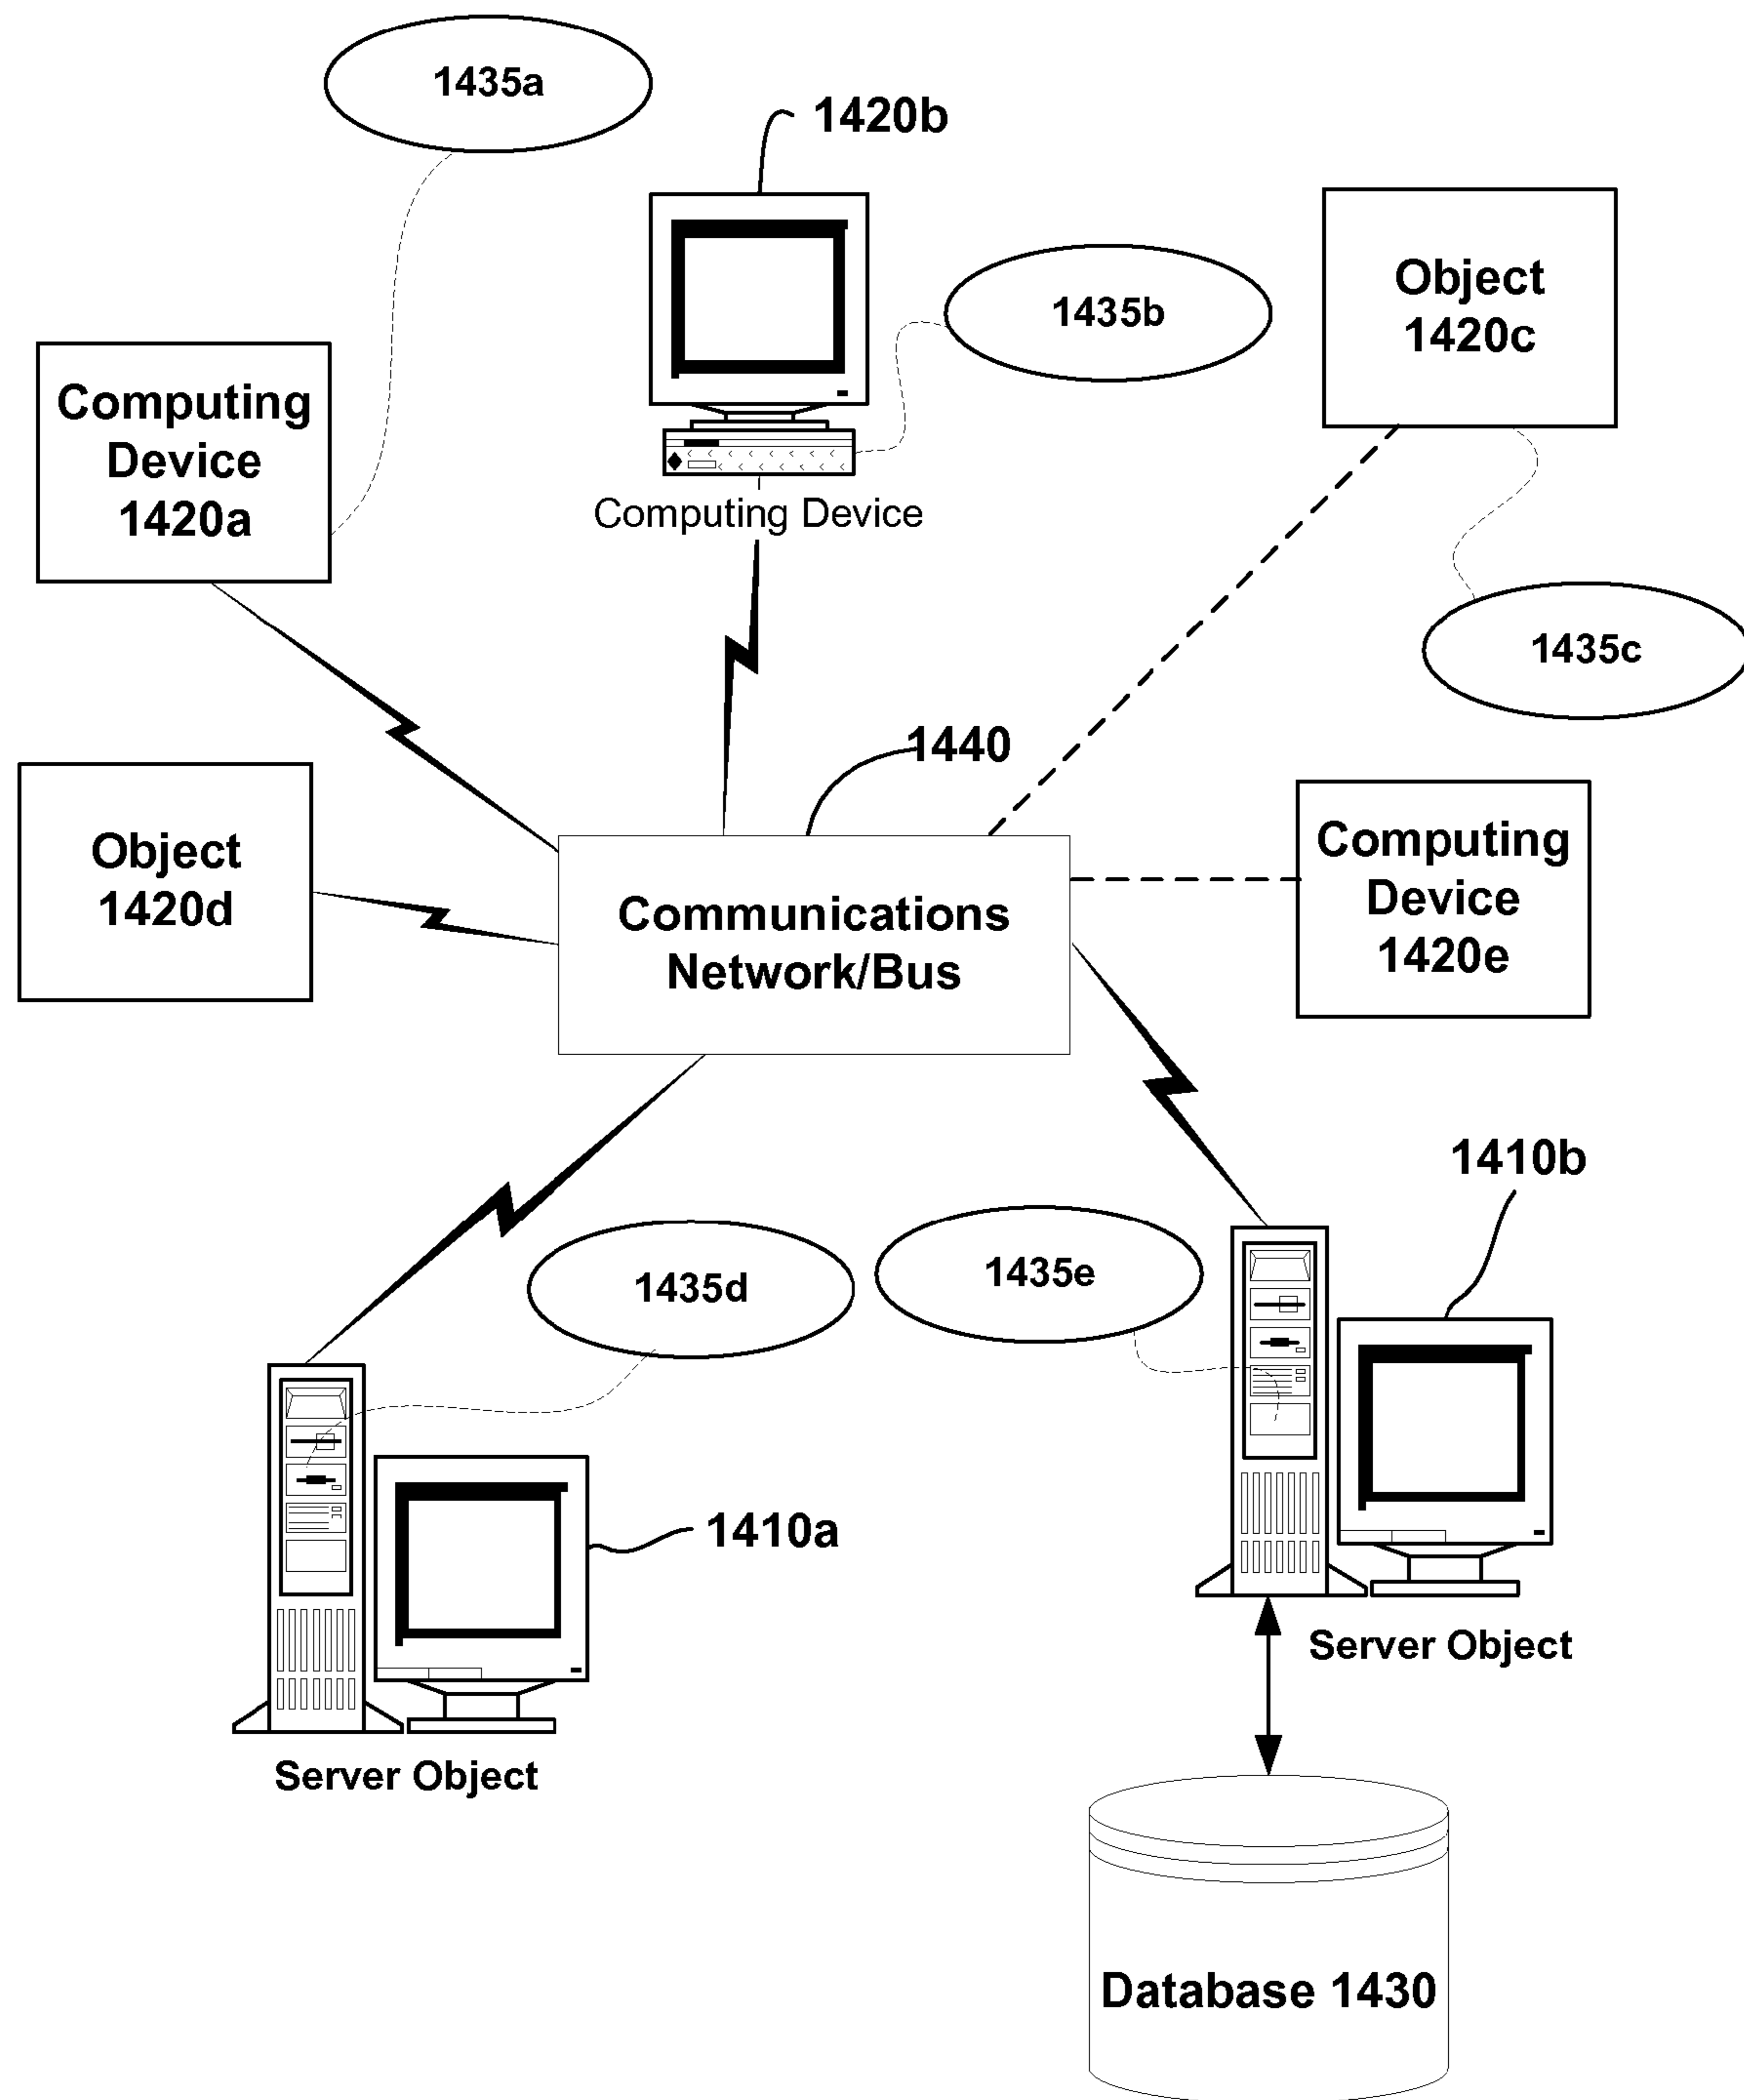 1435a
1420b
1435b
Object
1420c
Computing
Device
1420a
Computing Device
1435c
1440
Object
1420d
Communications
Network/Bus
Computing
Device
1420e
1410b
1435d
1435e
1410a
Server Object
Server Object
Database 1430